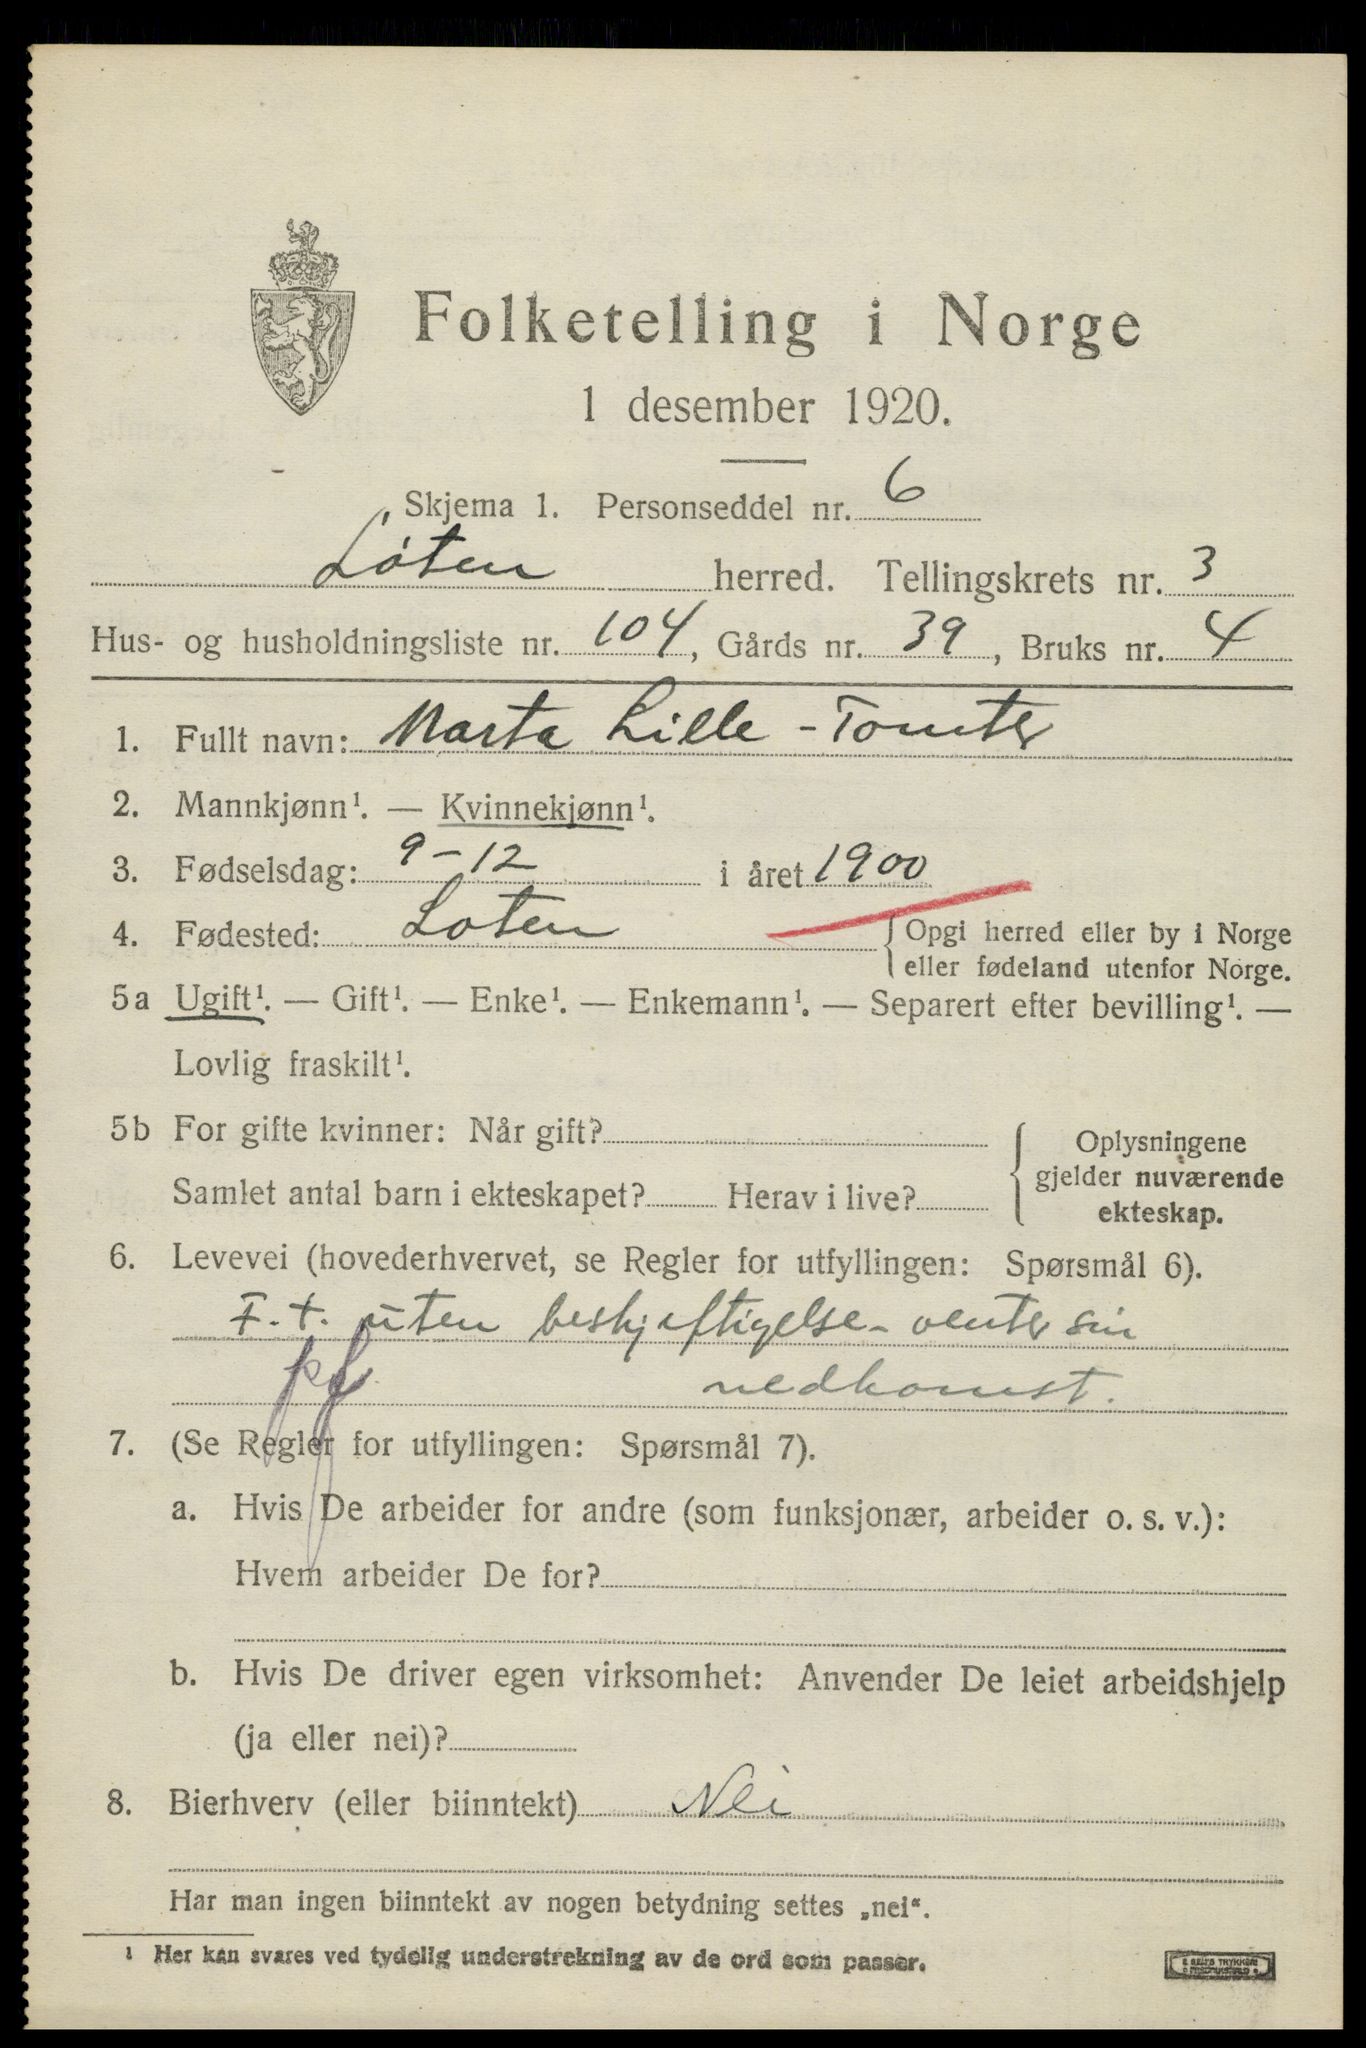 Folketelling i Norge
1 desember 1920.
Skjema 1. Personseddel nr. 6
Løten herred. Tellingskrets nr. 3
Hus- og husholdningsliste nr. 104, Gårds nr. 39, Bruks nr. 4
1. Fullt navn: Marta Lille-Tomter
2. Mannkjønn¹. — Kvinnekjønn¹.
3. Fødselsdag: 9-12 i året 1900
4. Fødested: Loten {Opgi herred eller by i Norge
eller fødeland utenfor Norge.
5a Ugift¹. — Gift¹. — Enke¹. — Enkemann¹. — Separert efter bevilling¹. —
Lovlig fraskilt¹.
5b For gifte kvinner: Når gift?
Samlet antal barn i ekteskapet? Herav i live?
Oplysningene
gjelder nuværende
ekteskap.
6. Levevei (hovederhvervet, se Regler for utfyllingen: Spørsmål 6).
F. t. uten beskjeftigelse - venter sin
nedkomst.
7. (Se Regler for utfyllingen: Spørsmål 7).
a. Hvis De arbeider for andre (som funksjonær, arbeider o. s. v.):
Hvem arbeider De for?
b. Hvis De driver egen virksomhet: Anvender De leiet arbeidshjelp
(ja eller nei)?
8. Bierhverv (eller biinntekt) Nei
Har man ingen biinntekt av nogen betydning settes „nei“.
¹ Her kan svares ved tydelig understrekning av de ord som passer.